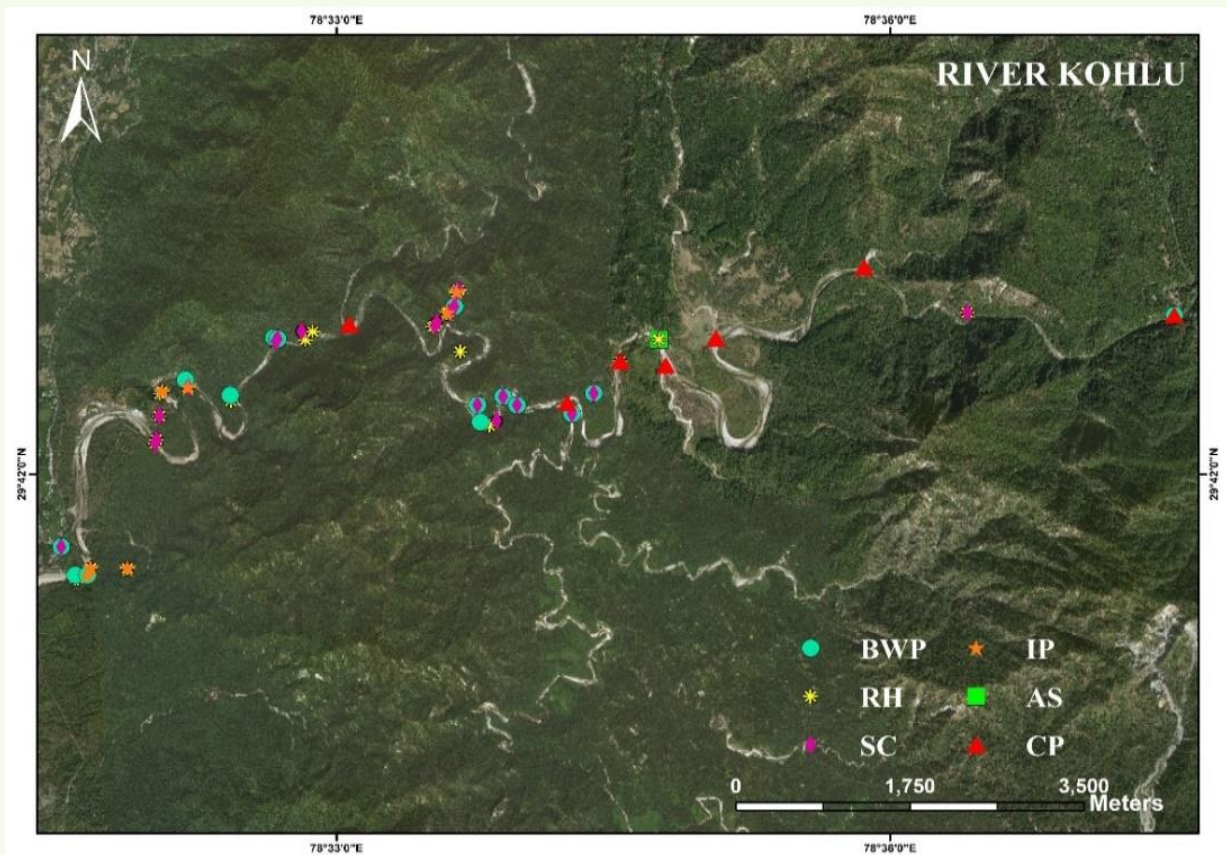 78°33'0"E
78°36'0"E
N
RIVER KOHLU
29°42'0"N
29°42'0"N
BWP
IP
RH
AS
SC
CP
0
1,750
3,500
Meters
78°33'0"E
78°36'0"E